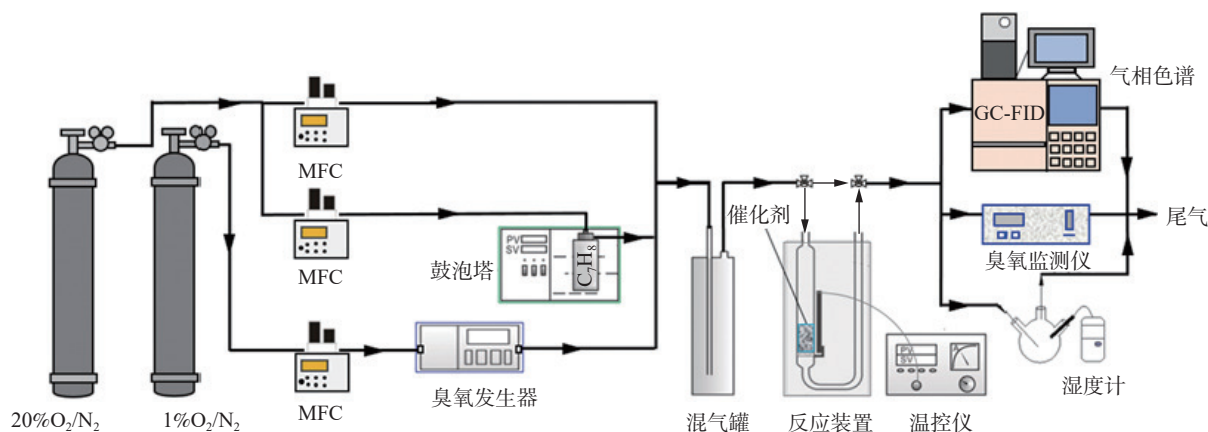 20%O₂/N₂
1%O₂/N₂
MFC
MFC
MFC
鼓泡塔
PV
SV
C₇H₈
臭氧发生器
混气罐
催化剂
反应装置
PV
SV
A
温控仪
GC-FID
气相色谱
臭氧监测仪
尾气
湿度计